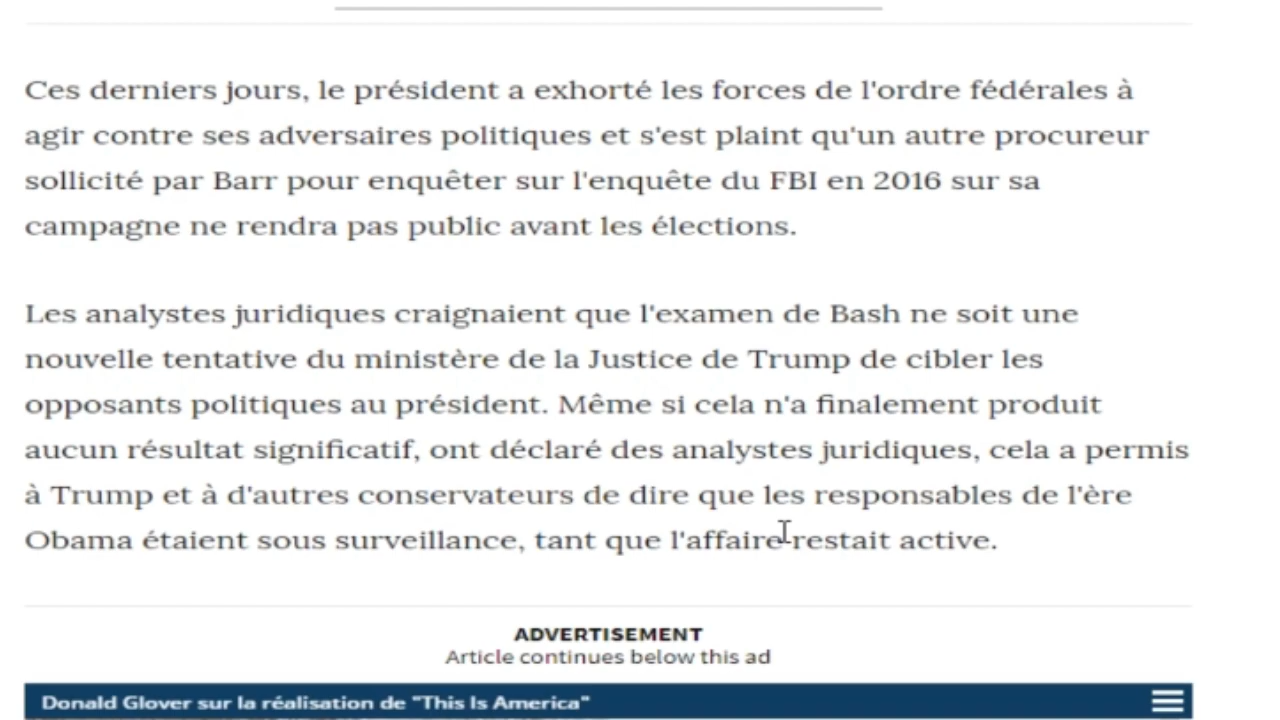 Ces derniers jours, le président a exhorté les forces de l'ordre fédérales à
agir contre ses adversaires politiques et s'est plaint qu'un autre procureur
sollicité par Barr pour enquêter sur l'enquête du FBI en 2016 sur sa
campagne ne rendra pas public avant les élections.
Les analystes juridiques craignaient que l'examen de Bash ne soit une
nouvelle tentative du ministère de la Justice de Trump de cibler les
opposants politiques au président. Même si cela n'a finalement produit
aucun résultat significatif, ont déclaré des analystes juridiques, cela a permis
à Trump et à d'autres conservateurs de dire que les responsables de l'ère
Obama étaient sous surveillance, tant que l'affaire restait active.
ADVERTISEMENT
Article continues below this ad
Donald Glover sur la réalisation de "This Is America"